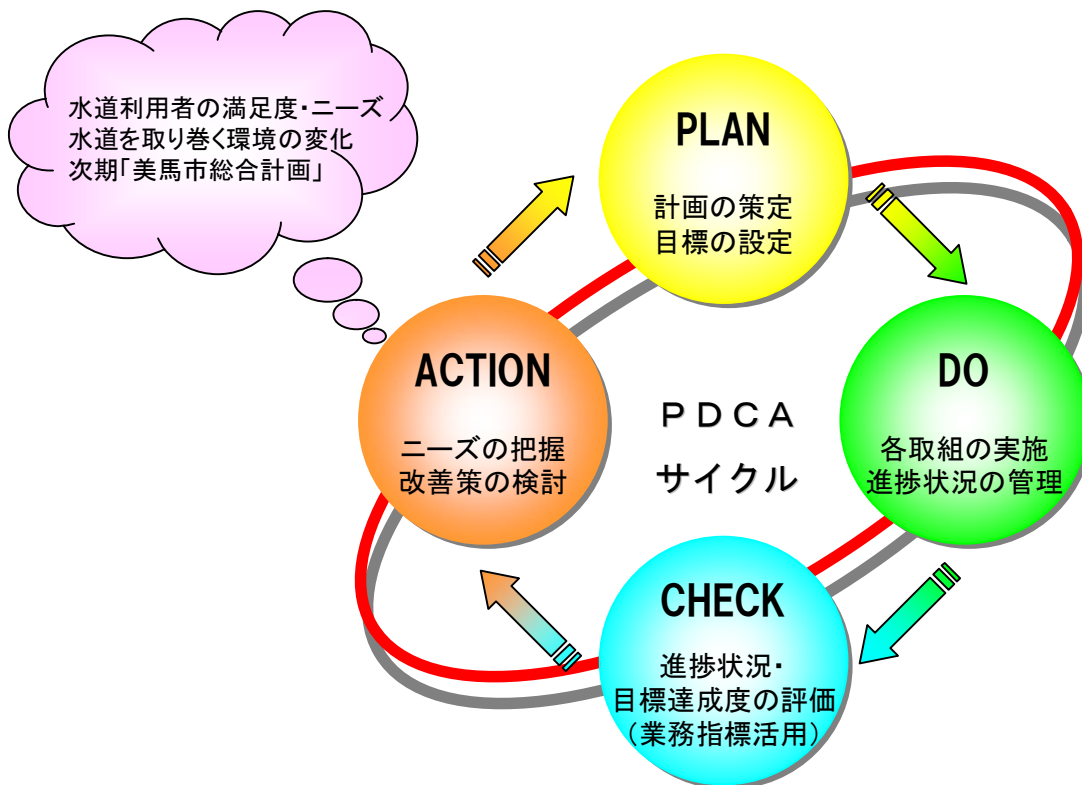 水道利用者の満足度・ニーズ
水道を取り巻く環境の変化
次期「美馬市総合計画」
PLAN
計画の策定
目標の設定
ACTION
ニーズの把握
改善策の検討
ＰＤＣＡ
サイクル
DO
各取組の実施
進捗状況の管理
CHECK
進捗状況・
目標達成度の評価
（業務指標活用）